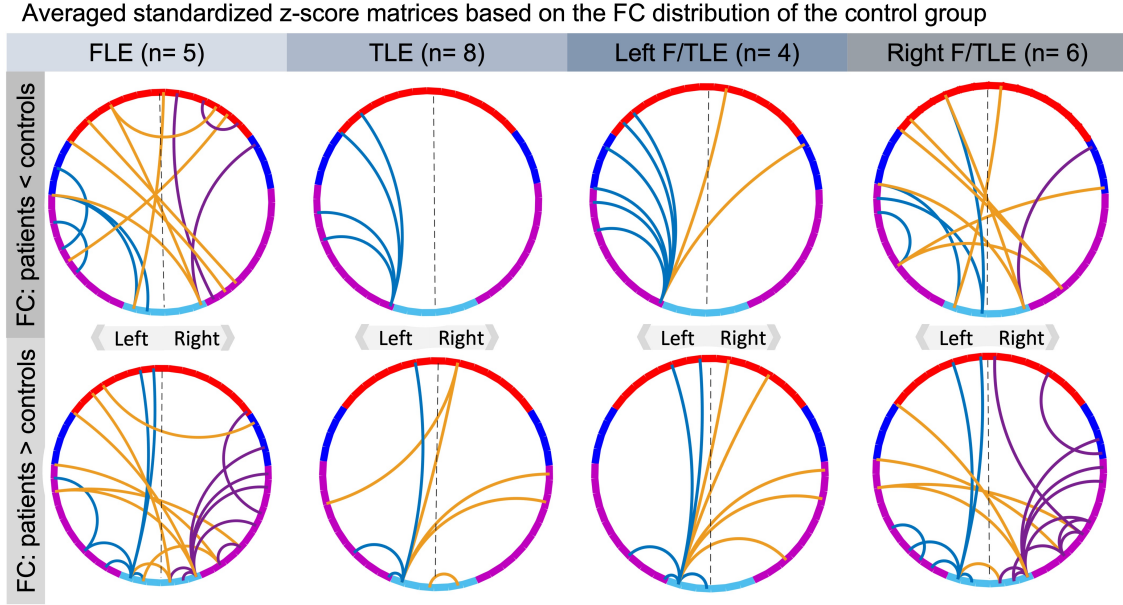 Averaged standardized z-score matrices based on the FC distribution of the control group
FLE (n= 5)
TLE (n= 8)
Left F/TLE (n= 4)
Right F/TLE (n= 6)
FC: patients < controls
Left Right
Left Right
Left Right
Left Right
FC: patients > controls